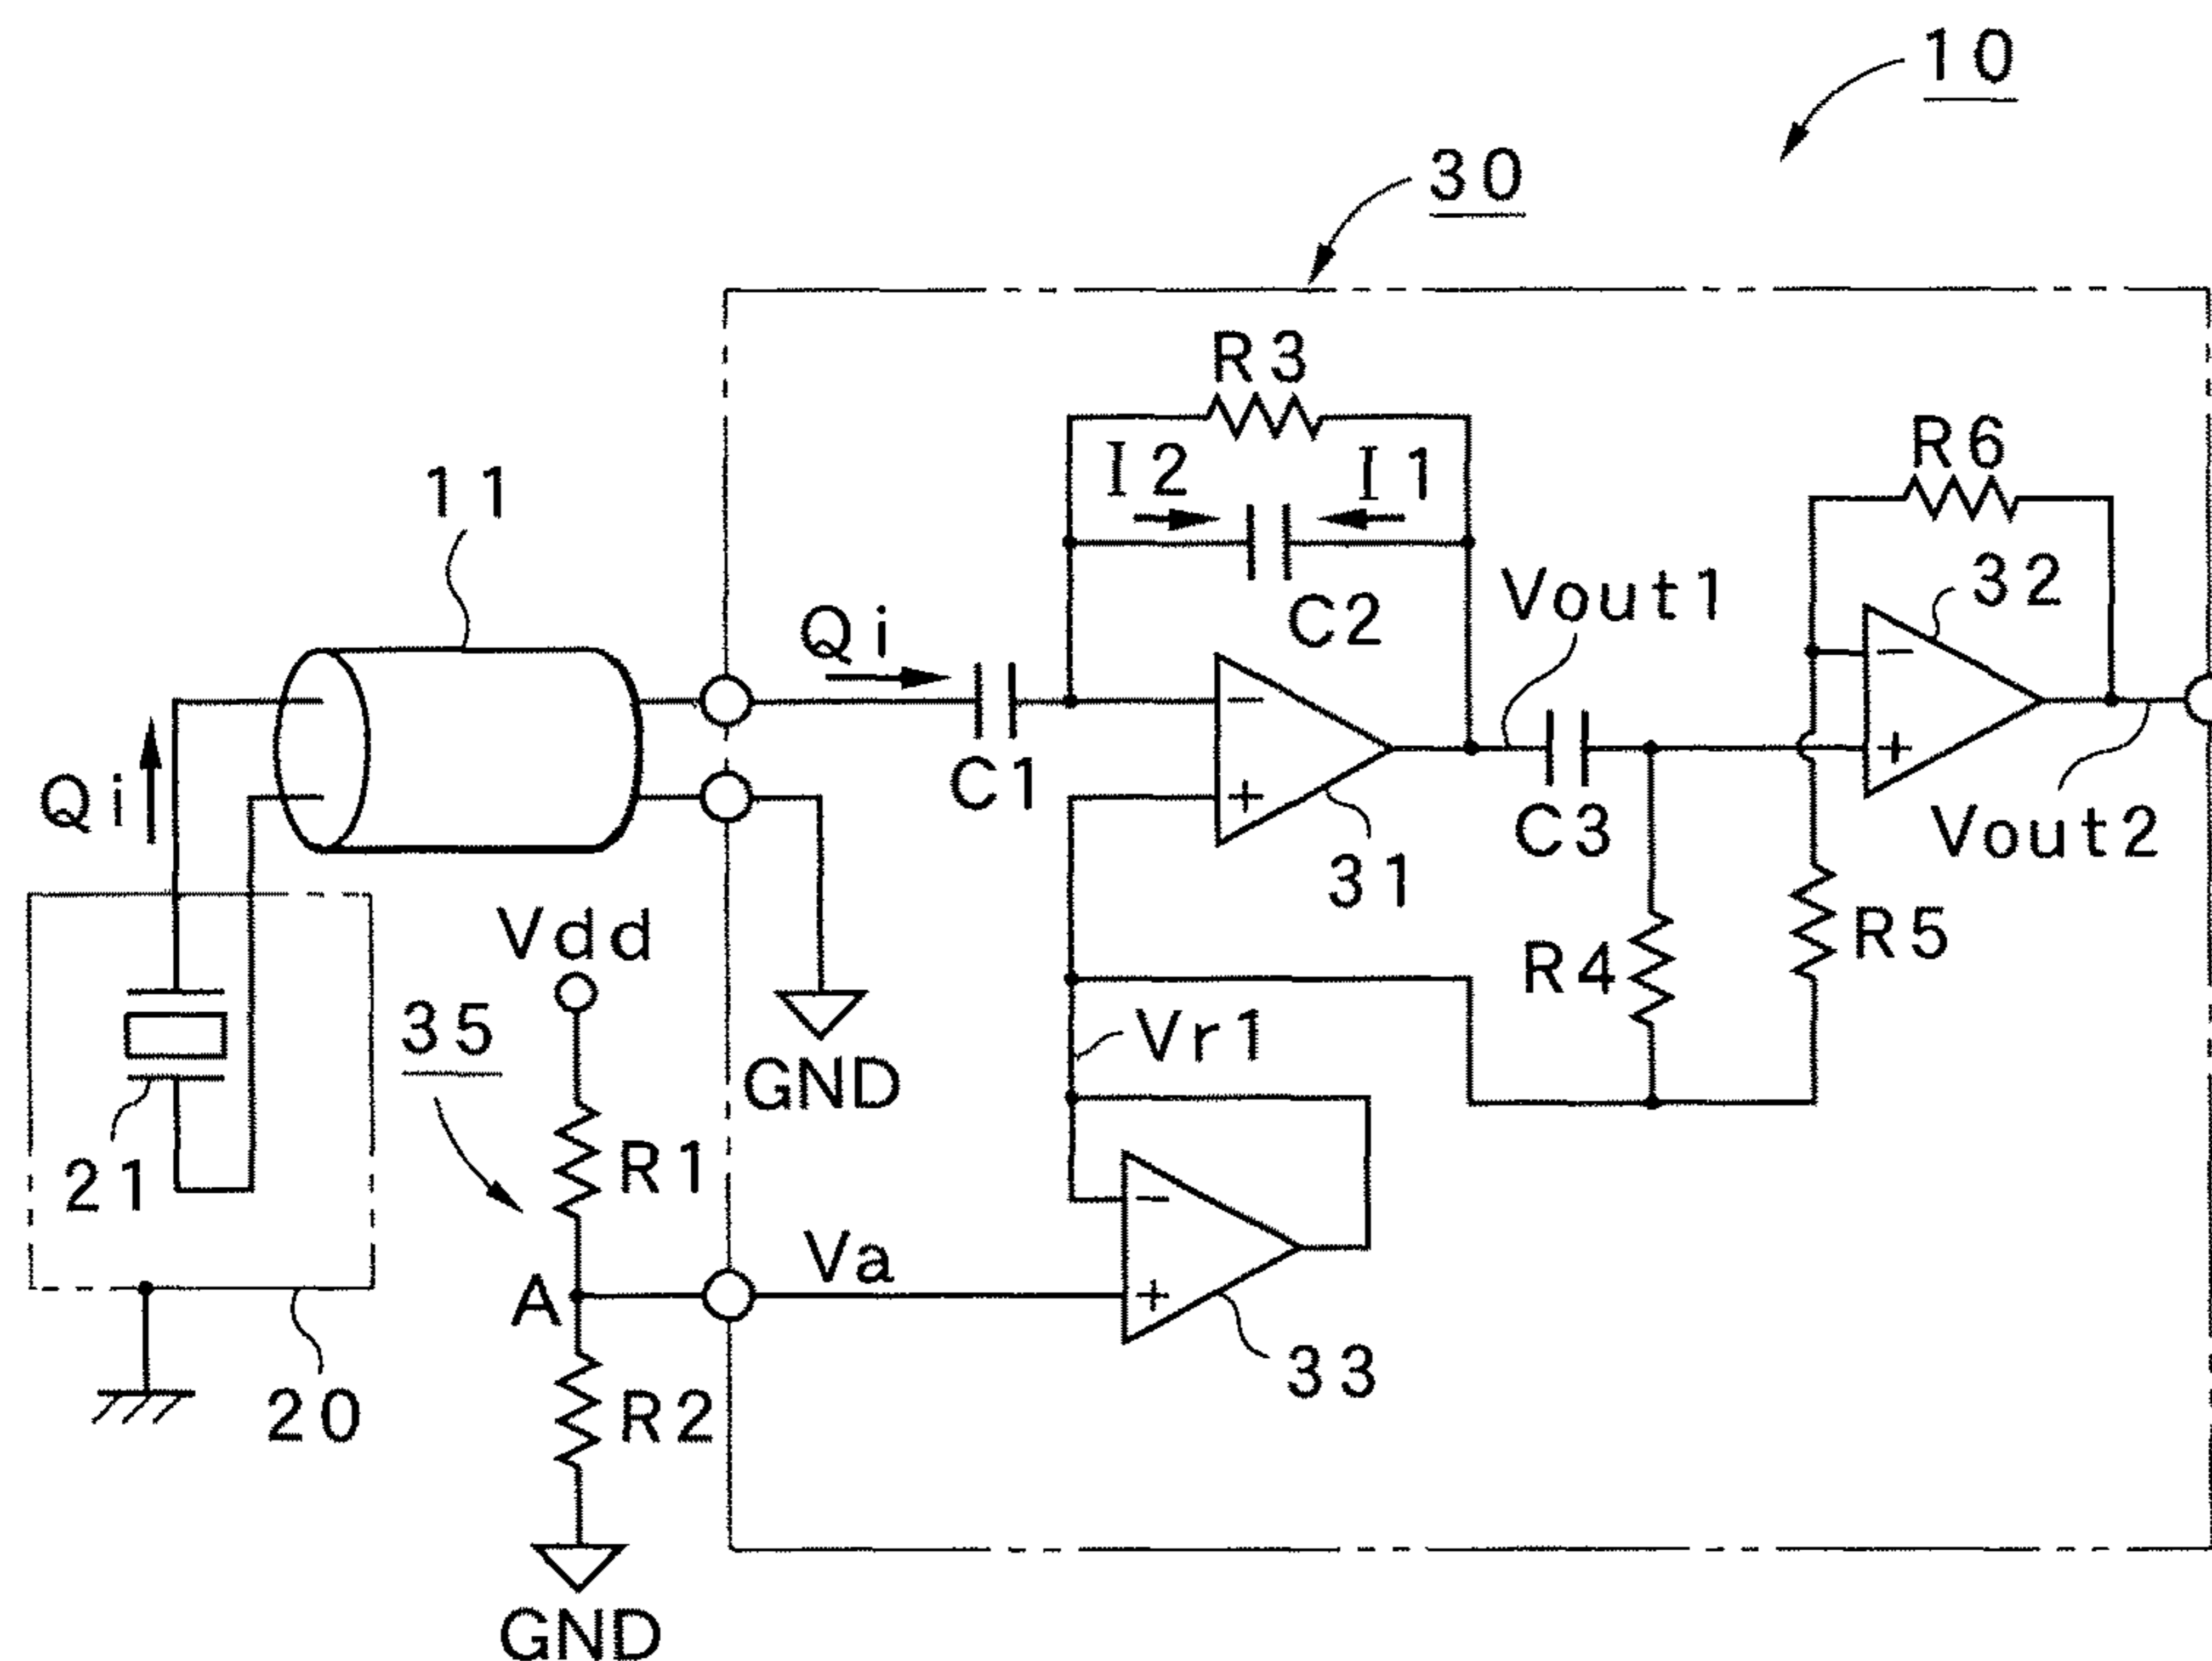 10
30
R3
R6
I2
I1
11
32
C2
Vout1
Qi
C1
Qi
31
C3
Vout2
Vdd
R4
R5
35
Vr1
GND
R1
21
Va
A
33
20
R2
GND